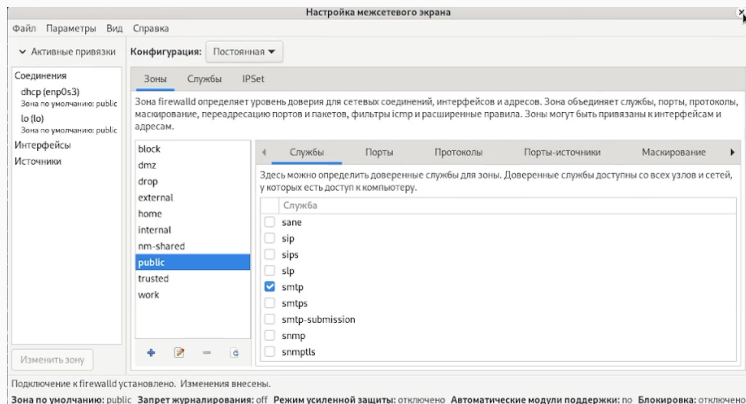 Настройка межсетевого экрана
Файл Параметры Вид Справка
Активные привязки
Конфигурация: Постоянная
Соединения
dhcp (enp0s3)
Зона по умолчанию: public
lo (lo)
Зона по умолчанию: public
Интерфейсы
Источники
Изменить зону
Зоны Службы IPSet
Зона firewalld определяет уровень доверия для сетевых соединений, интерфейсов и адресов. Зона объединяет службы, порты, протоколы,
маскирование, переадресацию портов и пакетов, фильтры icmp и расширенные правила. Зоны могут быть привязаны к интерфейсам и
адресам.
block
dmz
drop
external
home
internal
nm-shared
public
trusted
work
Службы Порты Протоколы Порты-источники Маскирование
Здесь можно определить доверенные службы для зоны. Доверенные службы доступны со всех узлов и сетей,
у которых есть доступ к компьютеру.
Служба
sane
sip
sips
slp
smtp
smtps
smtp-submission
snmp
snmptls
Подключение к firewalld установлено. Изменения внесены.
Зона по умолчанию: public Запрет журналирования: off Режим усиленной защиты: отключено Автоматические модули поддержки: no Блокировка: отключено